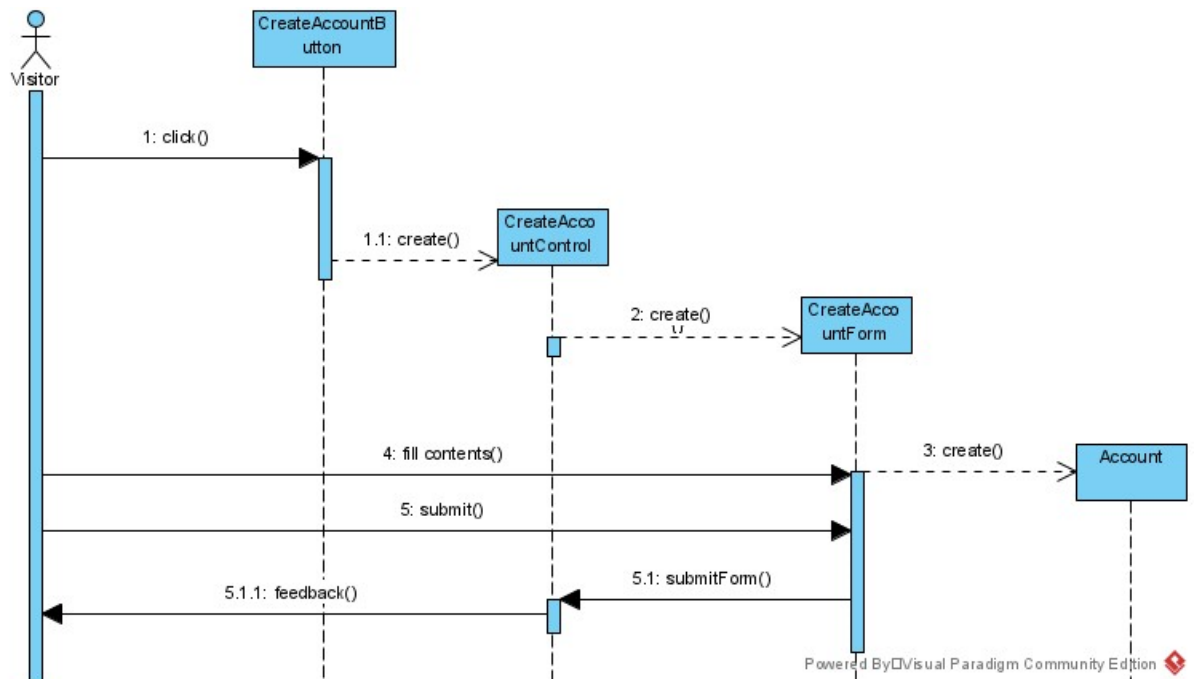 CreateAccountB
utton
Visitor
1: click()
CreateAcco
untControl
1.1: create()
CreateAcco
untForm
2: create()
4: fill contents()
3: create()
Account
5: submit()
5.1: submitForm()
5.1.1: feedback()
Powered By□Visual Paradigm Community Edition